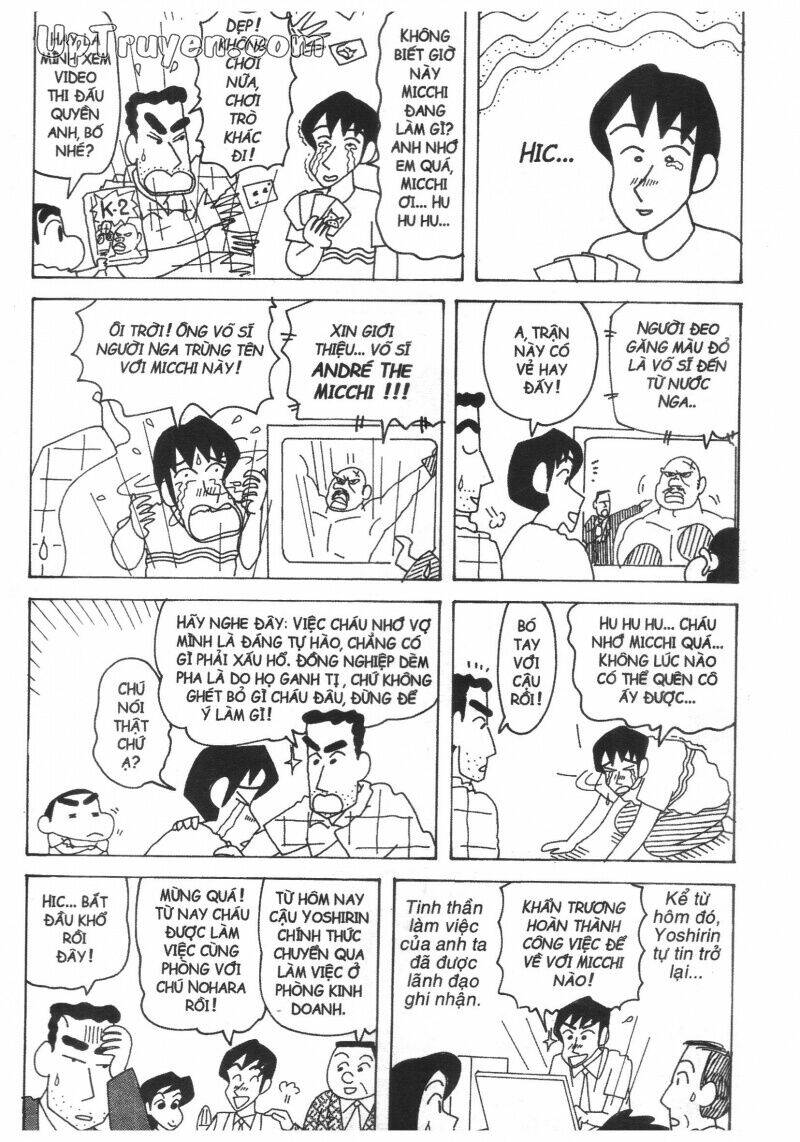 UpTruyen.com
HIC...
KHÔNG
BIẾT GIỜ
NÀY
MICCHI
ĐANG
LÀM GÌ?
ANH NHỚ
EM QUÁ,
MICCHI
ƠI... HU
HU HU...
DẸP!
KHÔNG
CHƠI
NỮA,
CHƠI
TRÒ
KHÁC
ĐI!
HAY LÀ
MÌNH XEM
VIDEO
THI ĐẤU
QUYỀN
ANH, BỐ
NHÉ?
K-2
NGƯỜI ĐEO
GĂNG MÀU ĐỎ
LÀ VÕ SĨ ĐẾN
TỪ NƯỚC
NGA..
A, TRẬN
NÀY CÓ
VẺ HAY
ĐẤY!
XIN GIỚI
THIỆU... VÕ SĨ
ANDRÉ THE
MICCHI !!!
ÔI TRỜI! ÔNG VÕ SĨ
NGƯỜI NGA TRÙNG TÊN
VỚI MICCHI NÀY!
HU HU HU... CHÁU
NHỚ MICCHI QUÁ...
KHÔNG LÚC NÀO
CÓ THỂ QUÊN CÔ
ẤY ĐƯỢC...
BÓ
TAY
VỚI
CẬU
RỒI!
HÃY NGHE ĐÂY: VIỆC CHÁU NHỚ VỢ
MÌNH LÀ ĐÁNG TỰ HÀO, CHẲNG CÓ
GÌ PHẢI XẤU HỔ. ĐỒNG NGHIỆP DÈM
PHA LÀ DO HỌ GANH TỊ, CHỨ KHÔNG
GHÉT BỎ GÌ CHÁU ĐÂU, ĐỪNG ĐỂ
Ý LÀM GÌ!
CHÚ
NÓI
THẬT
CHỨ
Ạ?
Kể từ
hôm đó,
Yoshirin
tự tin trở
lại...
KHẨN TRƯƠNG
HOÀN THÀNH
CÔNG VIỆC ĐỂ
VỀ VỚI MICCHI
NÀO!
Tinh thần
làm việc
của anh ta
đã được
lãnh đạo
ghi nhận.
TỪ HÔM NAY
CẬU YOSHIRIN
CHÍNH THỨC
CHUYỂN QUA
LÀM VIỆC Ở
PHÒNG KINH
DOANH.
MỪNG QUÁ!
TỪ NAY CHÁU
ĐƯỢC LÀM
VIỆC CÙNG
PHÒNG VỚI
CHÚ NOHARA
RỒI!
HIC... BẮT
ĐẦU KHỔ
RỒI
ĐÂY!